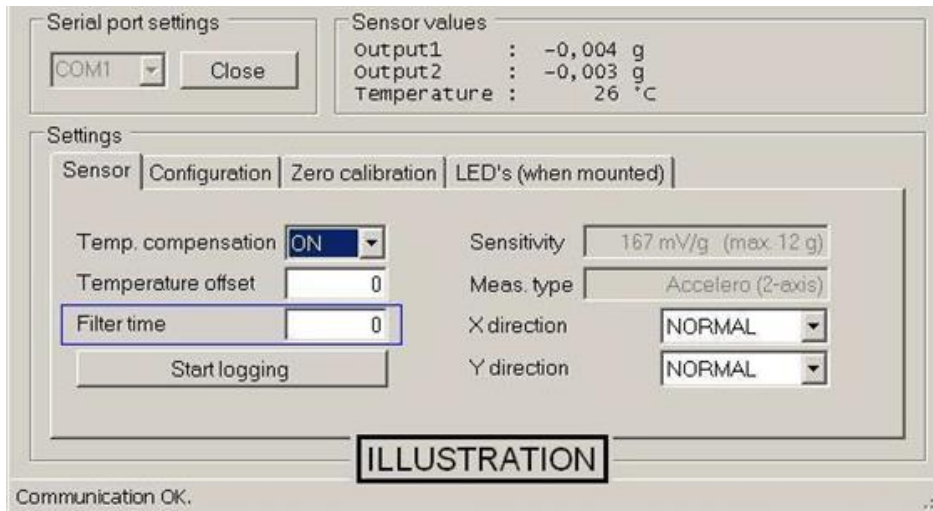 Serial port settings
COM1
Close
Sensor values
Output1 : -0,004 g
Output2 : -0,003 g
Temperature : 26 °C
Settings
Sensor Configuration Zero calibration LED's (when mounted)
Temp. compensation ON
Temperature offset 0
Filter time 0
Start logging
Sensitivity 167 mV/g (max. 12 g)
Meas. type Accelero (2-axis)
X direction NORMAL
Y direction NORMAL
ILLUSTRATION
Communication OK.